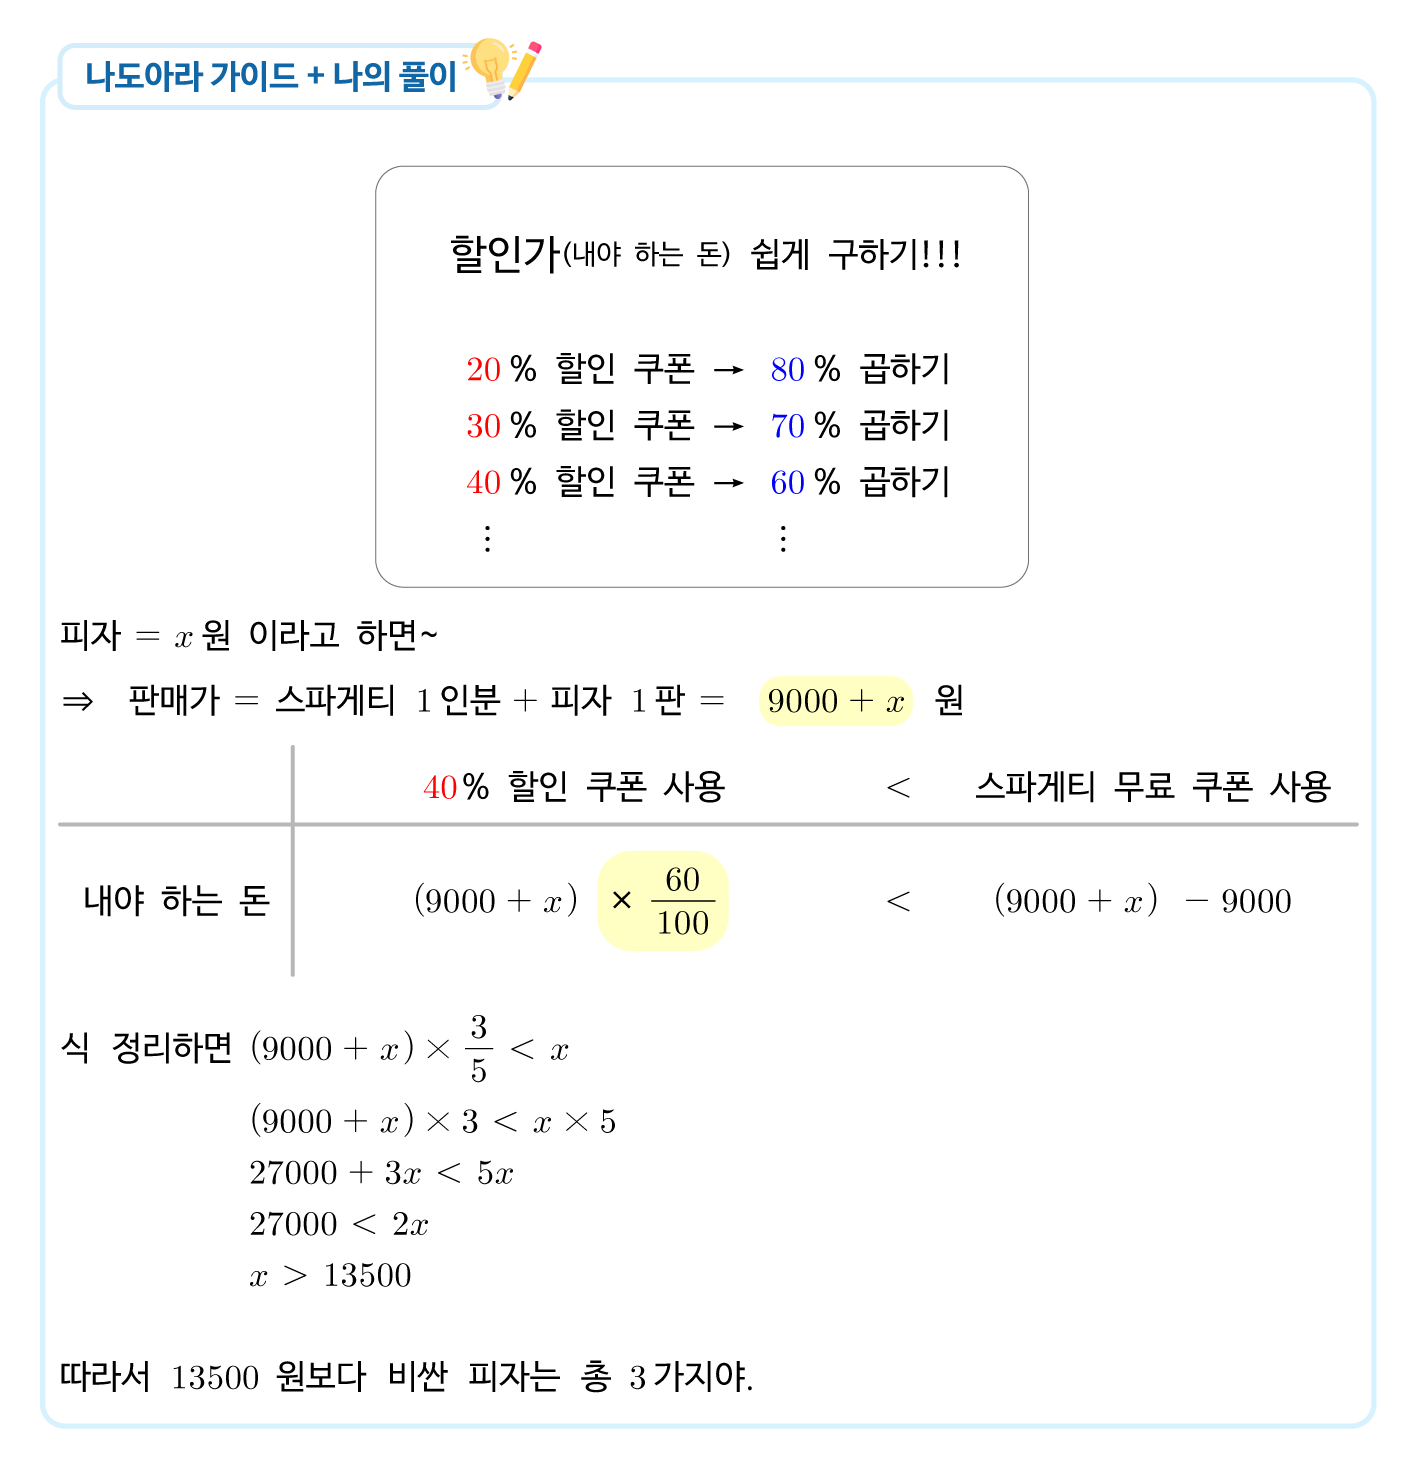 나도아라 가이드 + 나의 풀이
할인가(내야 하는 돈) 쉽게 구하기!!!
20% 할인 쿠폰 → 80% 곱하기
30% 할인 쿠폰 → 70% 곱하기
40% 할인 쿠폰 → 60% 곱하기
⋮ ⋮
피자 = x원 이라고 하면~
⇒ 판매가 = 스파게티 1인분 + 피자 1판 = 9000 + x 원
40% 할인 쿠폰 사용 < 스파게티 무료 쿠폰 사용
내야 하는 돈 (9000 + x) × 60/100 < (9000 + x) − 9000
식 정리하면 (9000 + x) × 3/5 < x
(9000 + x) × 3 < x × 5
27000 + 3x < 5x
27000 < 2x
x > 13500
따라서 13500 원보다 비싼 피자는 총 3가지야.